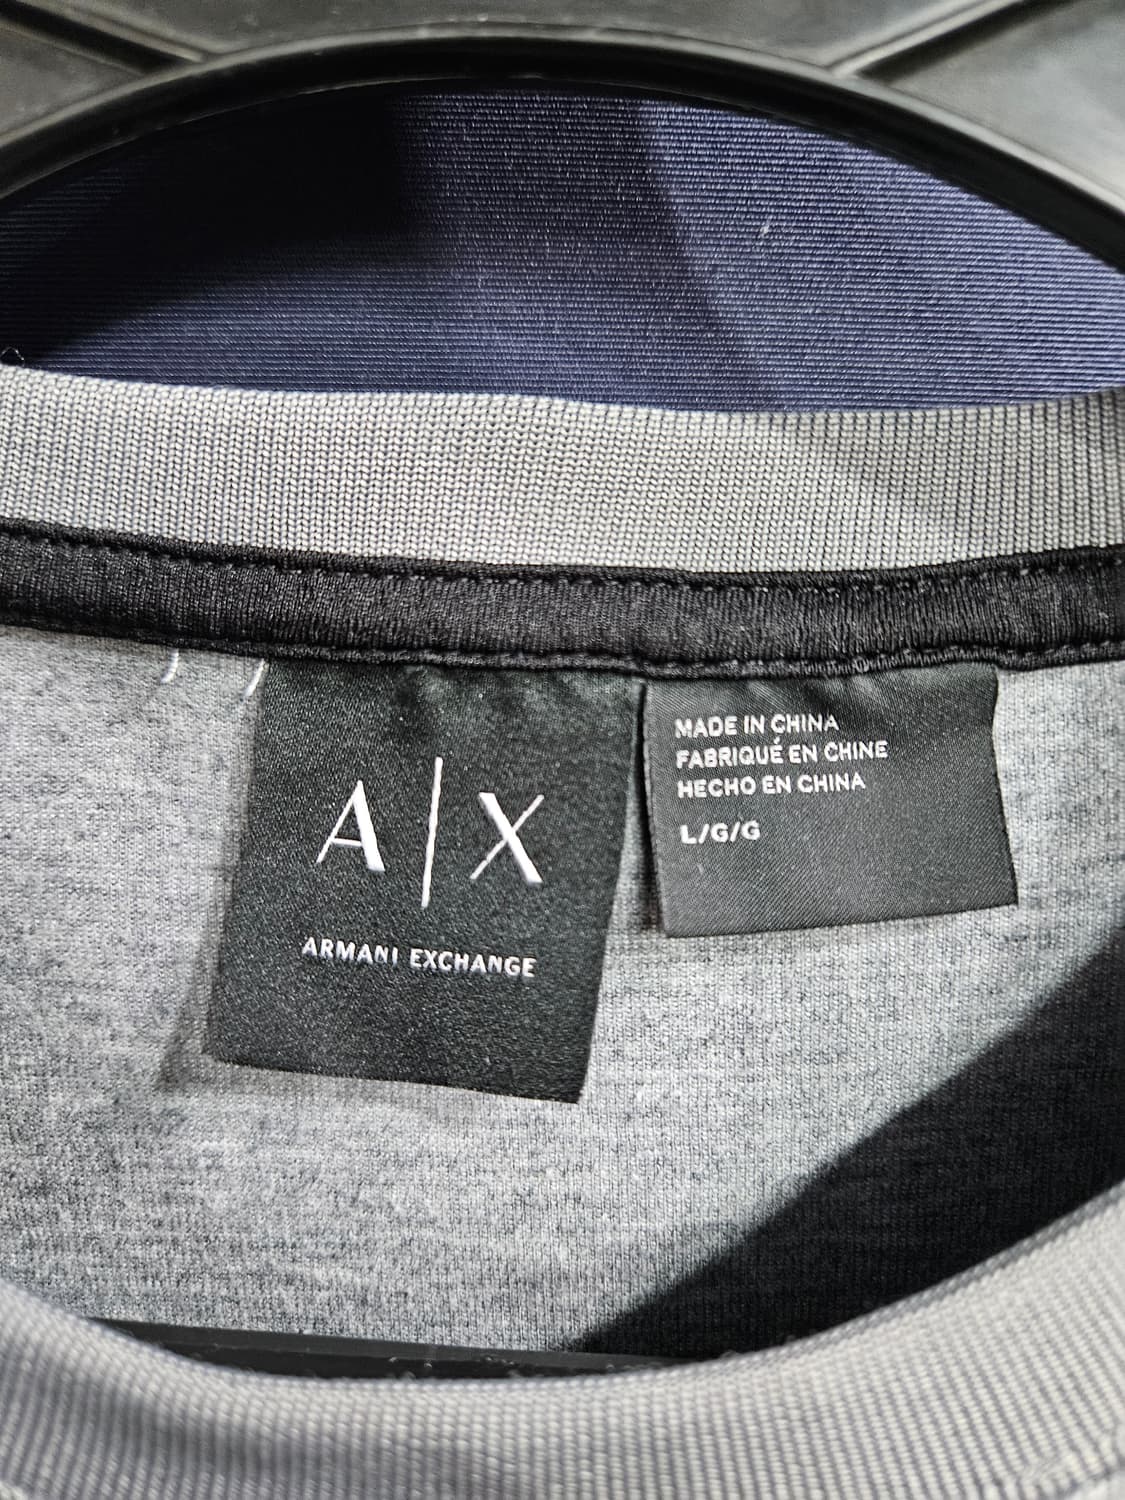 A|X
ARMANI EXCHANGE
MADE IN CHINA
FABRIQUÉ EN CHINE
HECHO EN CHINA
L/G/G